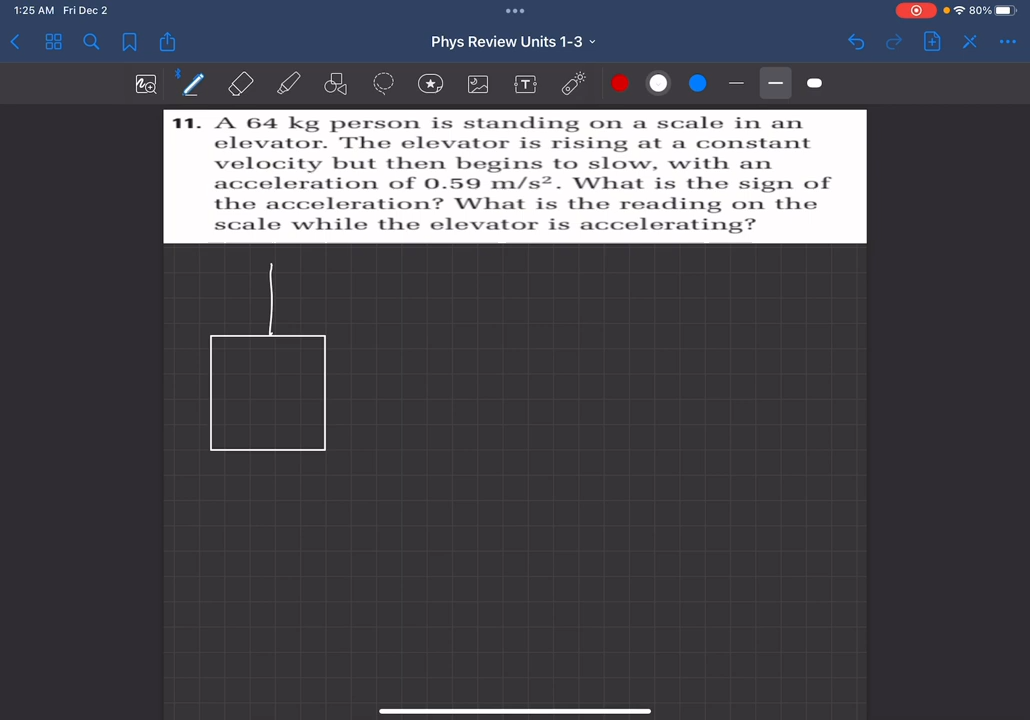 1:25 AM Fri Dec 2
80%
Phys Review Units 1-3
T
11. A 64 kg person is standing on a scale in an
elevator. The elevator is rising at a constant
velocity but then begins to slow, with an
acceleration of 0.59 m/s². What is the sign of
the acceleration? What is the reading on the
scale while the elevator is accelerating?